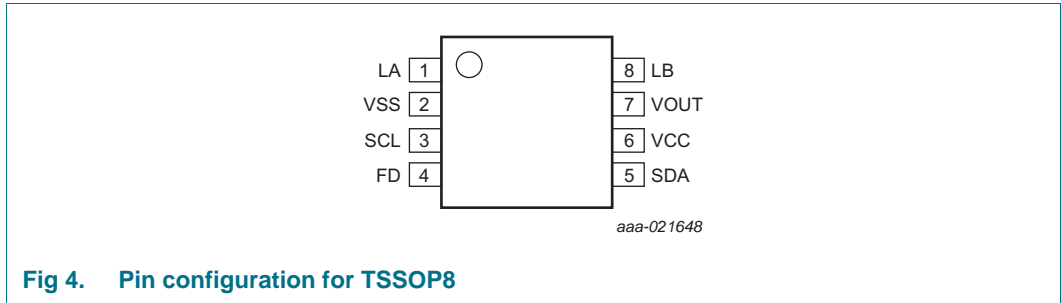 LA 1 8 LB
VSS 2 7 VOUT
SCL 3 6 VCC
FD 4 5 SDA
aaa-021648
Fig 4. Pin configuration for TSSOP8